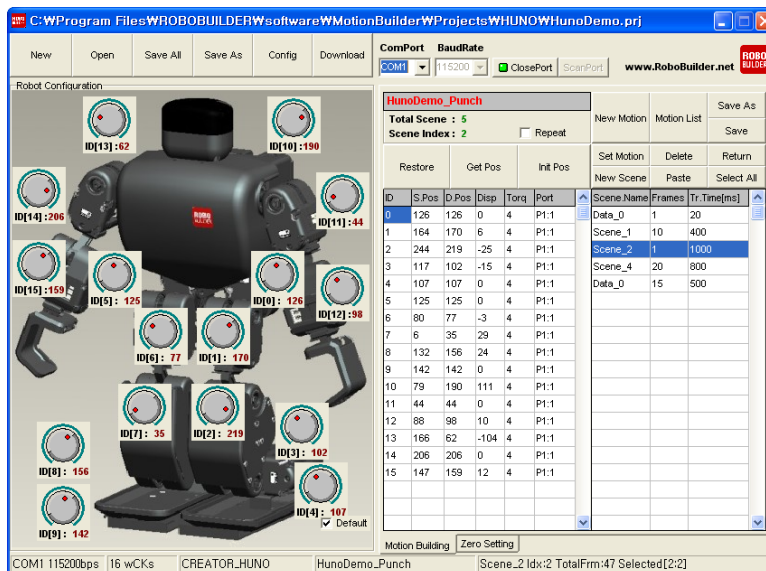 C:₩Program Files₩ROBOBUILDER₩software₩MotionBuilder₩Projects₩HUNO₩HunoDemo.prj
New Open Save All Save As Config Download
ComPort BaudRate
COM1 115200 ClosePort ScanPort www.RoboBuilder.net ROBO BUILDER
Robot Configuration
ID[13]:62
ID[10]:190
ID[14]:206
ID[11]:44
ID[15]:159
ID[5]: 125
ID[0]: 126
ID[12]:98
ID[6]: 77
ID[1]: 170
ID[7]: 35
ID[2]: 219
ID[3]: 102
ID[8]: 156
ID[4]: 107
ID[9]: 142
Default
ROBO
HunoDemo_Punch
Total Scene : 5
Scene Index : 2 Repeat
Restore Get Pos Init Pos
New Motion Motion List Save As
Save
Set Motion Delete Return
New Scene Paste Select All
ID S.Pos D.Pos Disp Torq Port
0 126 126 0 4 P1:1
1 164 170 6 4 P1:1
2 244 219 -25 4 P1:1
3 117 102 -15 4 P1:1
4 107 107 0 4 P1:1
5 125 125 0 4 P1:1
6 80 77 -3 4 P1:1
7 6 35 29 4 P1:1
8 132 156 24 4 P1:1
9 142 142 0 4 P1:1
10 79 190 111 4 P1:1
11 44 44 0 4 P1:1
12 88 98 10 4 P1:1
13 166 62 -104 4 P1:1
14 206 206 0 4 P1:1
15 147 159 12 4 P1:1
Scene.Name Frames Tr.Time[ms]
Data_0 1 20
Scene_1 10 400
Scene_2 1 1000
Scene_4 20 800
Data_0 15 500
Motion Building Zero Setting
COM1 115200bps 16 wCKs CREATOR_HUNO HunoDemo_Punch Scene_2 Idx:2 TotalFrm:47 Selected[2:2]